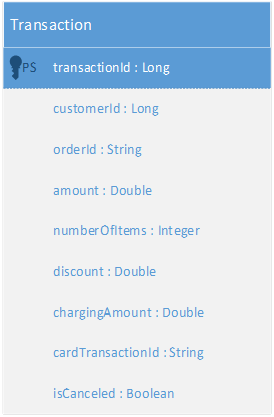 Transaction
PS transactionId : Long
customerId : Long
orderId : String
amount : Double
numberOfItems : Integer
discount : Double
chargingAmount : Double
cardTransactionId : String
isCanceled : Boolean